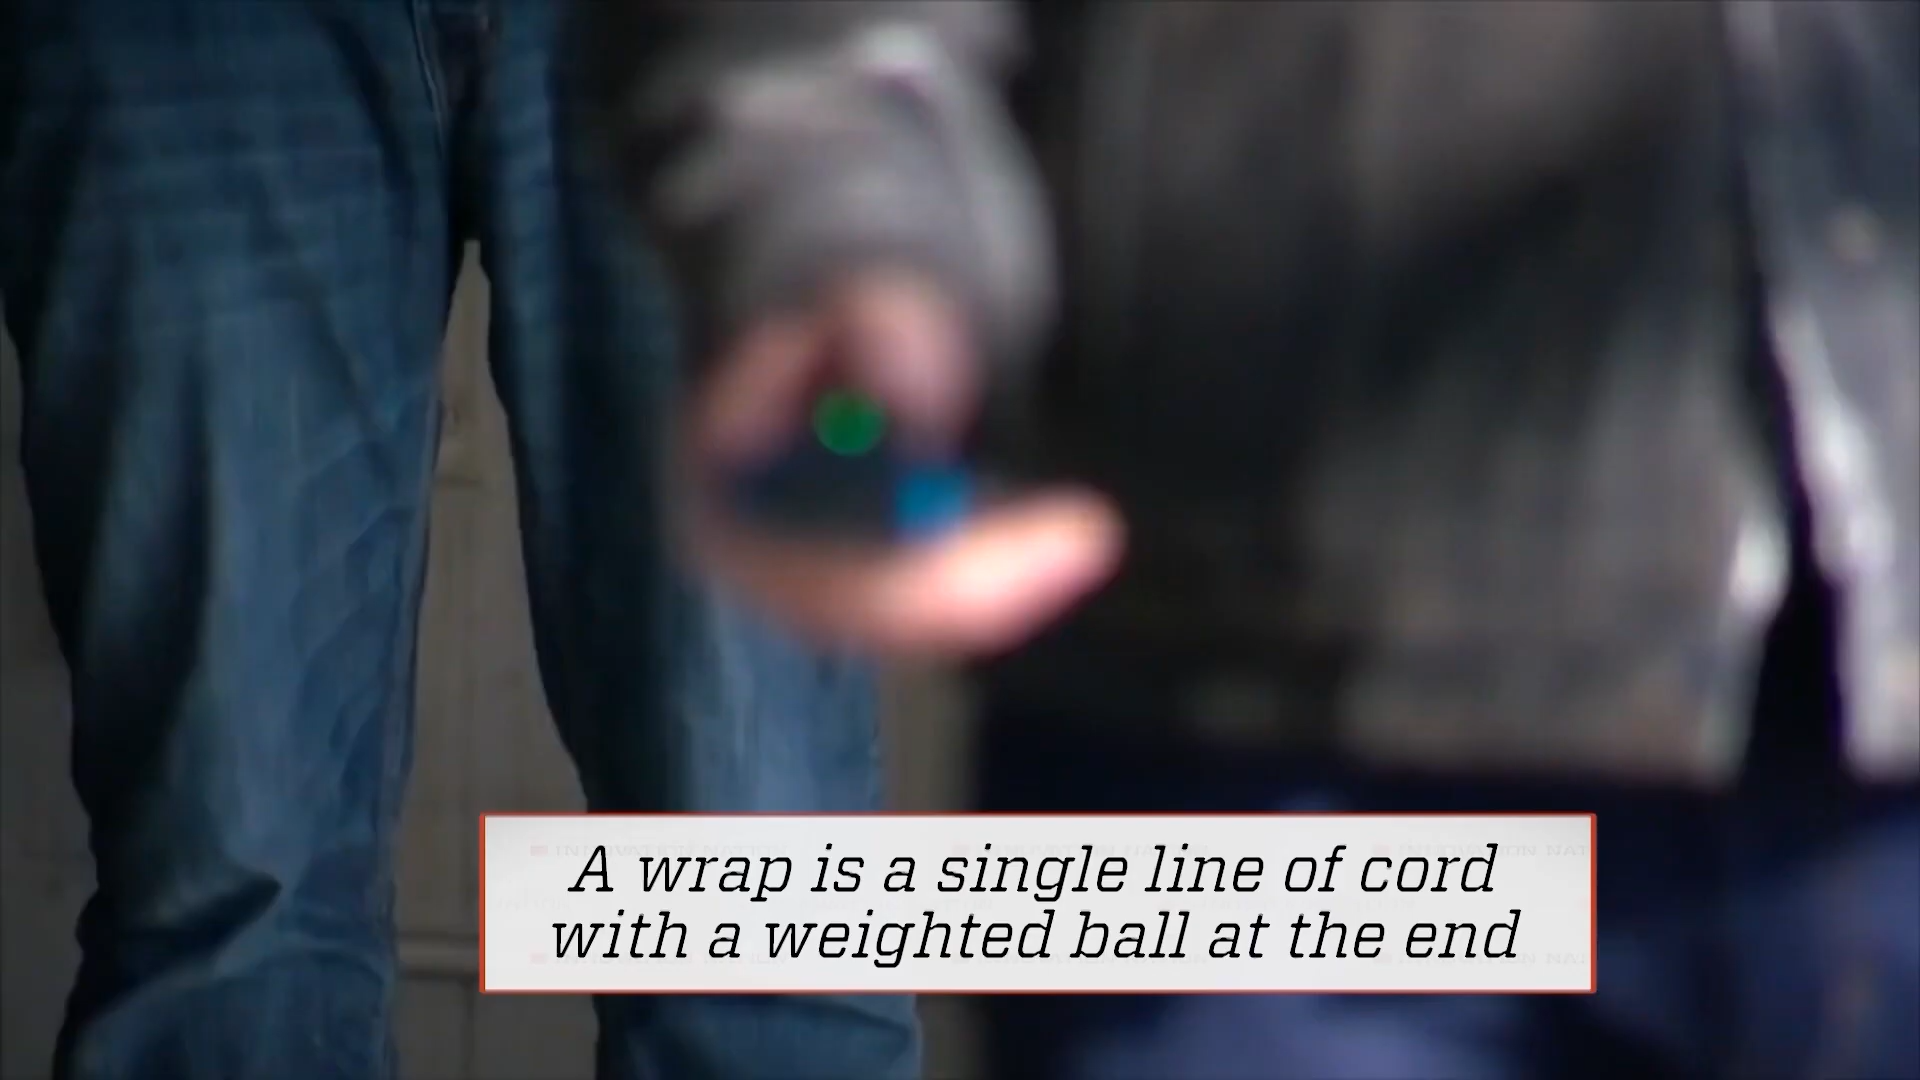 A wrap is a single line of cord
with a weighted ball at the end